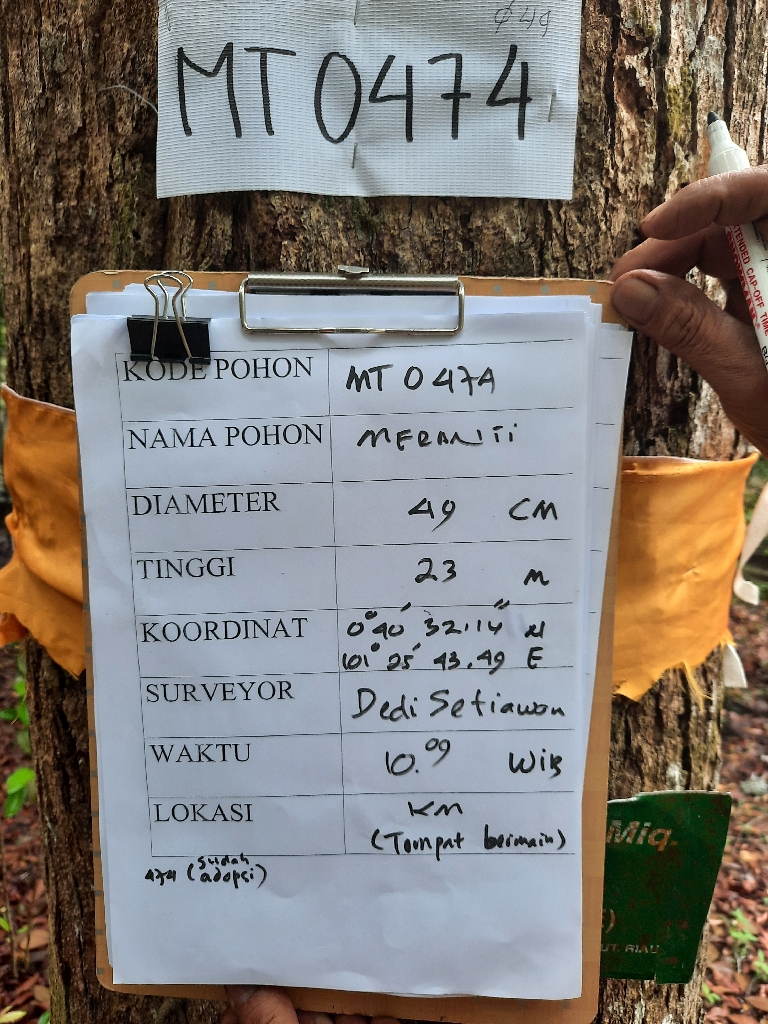 ¢ 49
MT 0474
TENDED CAP-OFF TIME
KODE POHON MT 0474
NAMA POHON MERANTI
DIAMETER 49 CM
TINGGI 23 m
KOORDINAT 0° 40' 32.14" N
101° 25' 43.49 E
SURVEYOR Dedi Setiawan
WAKTU 10.09 WIB
LOKASI KM
(Tempat bermain)
474 (sudah
adopsi)
Miq.
UT. RIAU